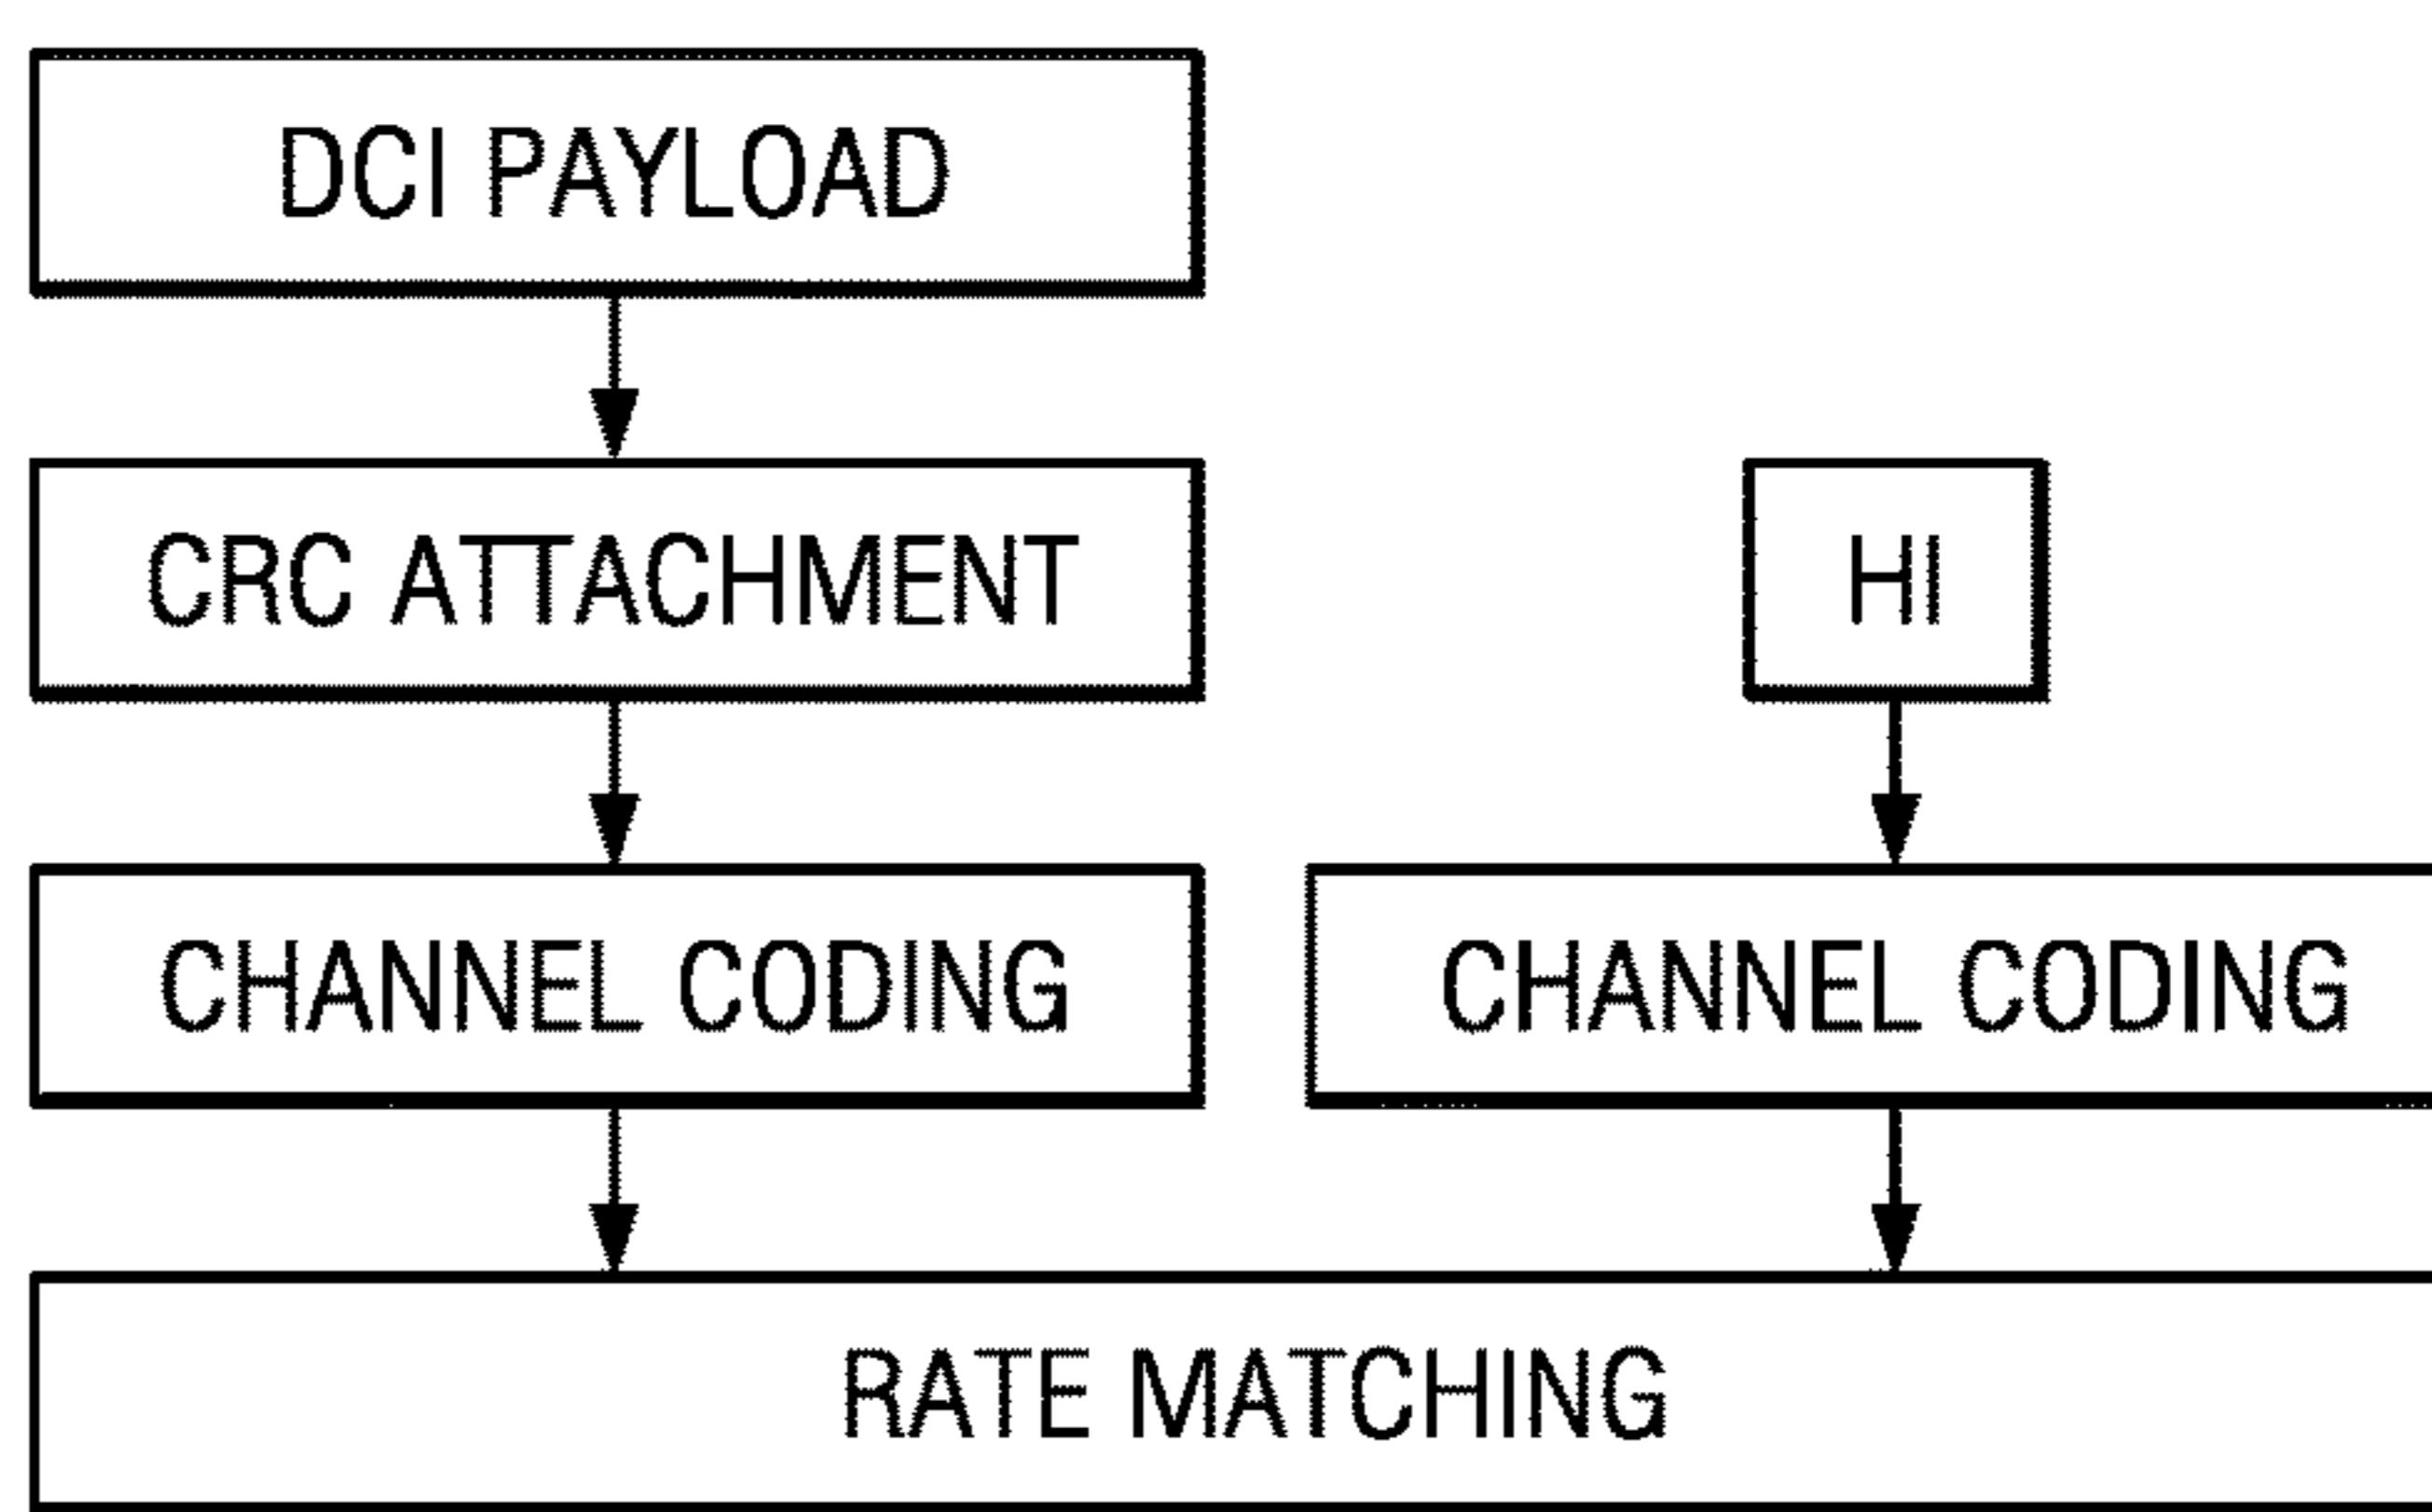 DCI PAYLOAD
CRC ATTACHMENT
HI
CHANNEL CODING
CHANNEL CODING
RATE MATCHING